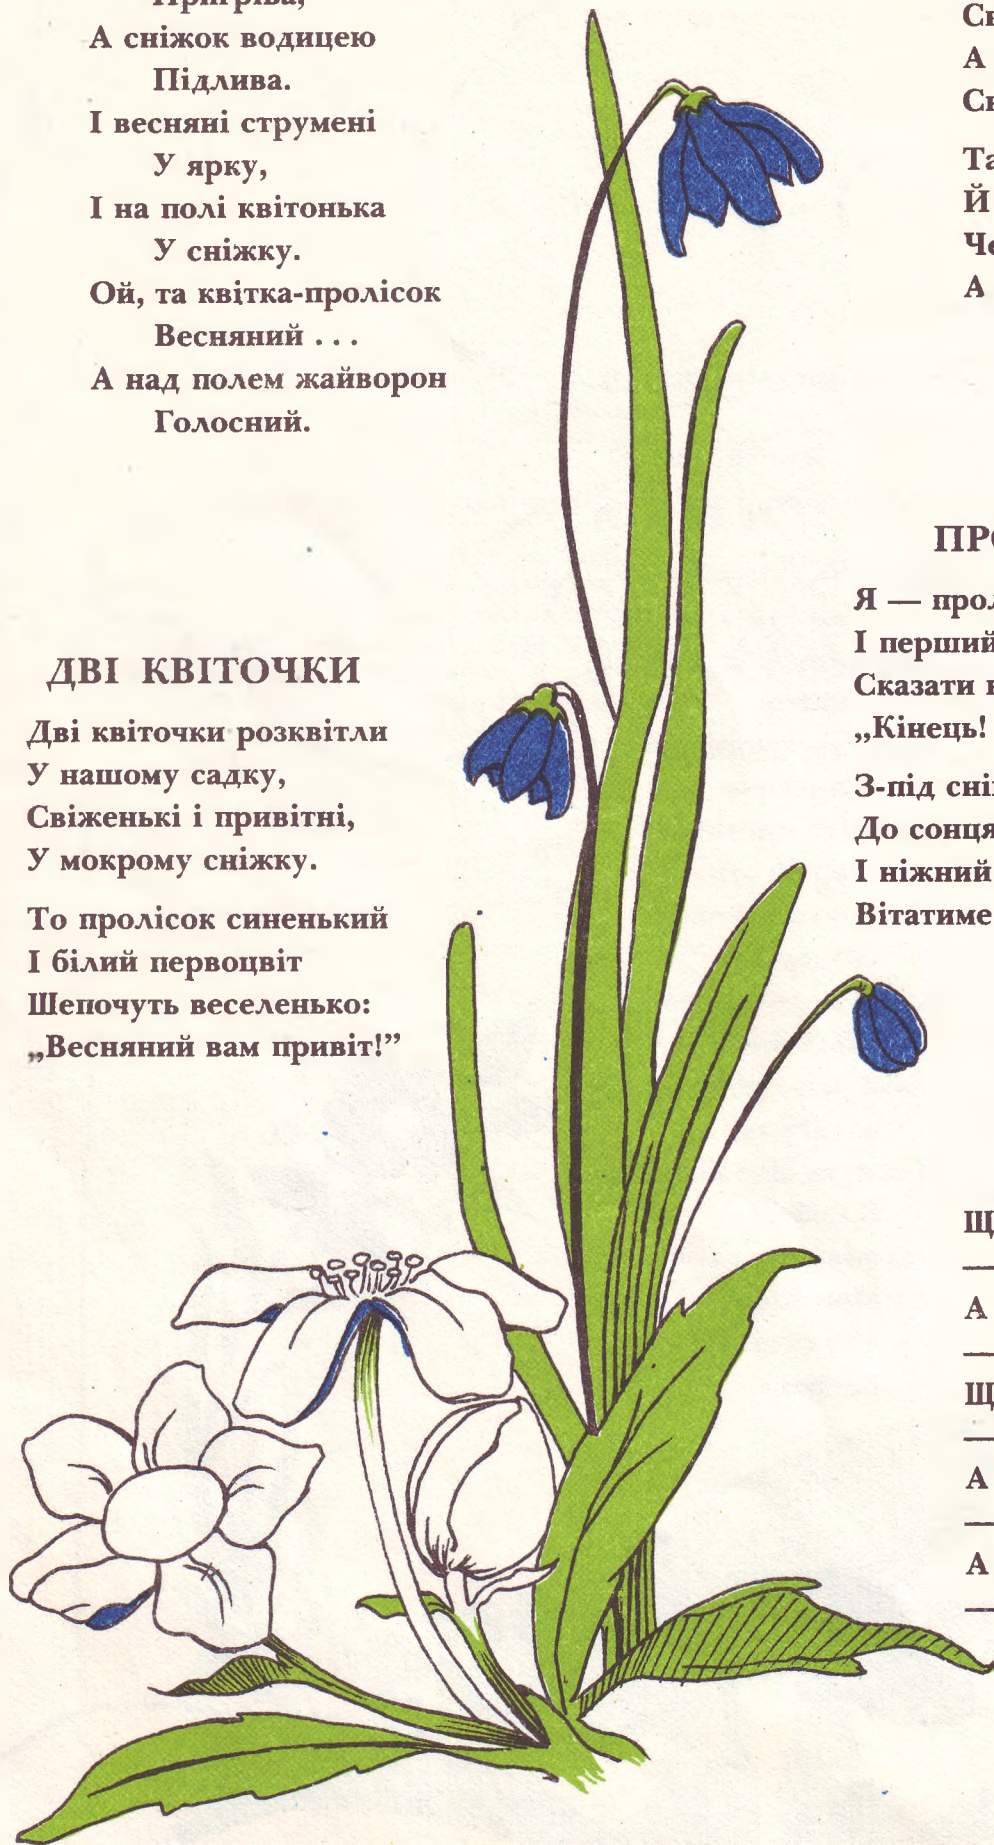 Пригріва,
А сніжок водицею
Підлива.
І весняні струмені
У ярку,
І на полі квітонька
У сніжку.
Ой, та квітка-пролісок
Весняний . . .
А над полем жайворон
Голосний.
ДВІ КВІТОЧКИ
Дві квіточки розквітли
У нашому садку,
Свіженькі і привітні,
У мокрому сніжку.
То пролісок синенький
І білий первоцвіт
Шепочуть веселенько:
„Весняний вам привіт!”
А
Й
А
Я —
І перший
Сказати
„Кінець!
З-під
До сонця
І ніжний
Вітатиме
А
А
А